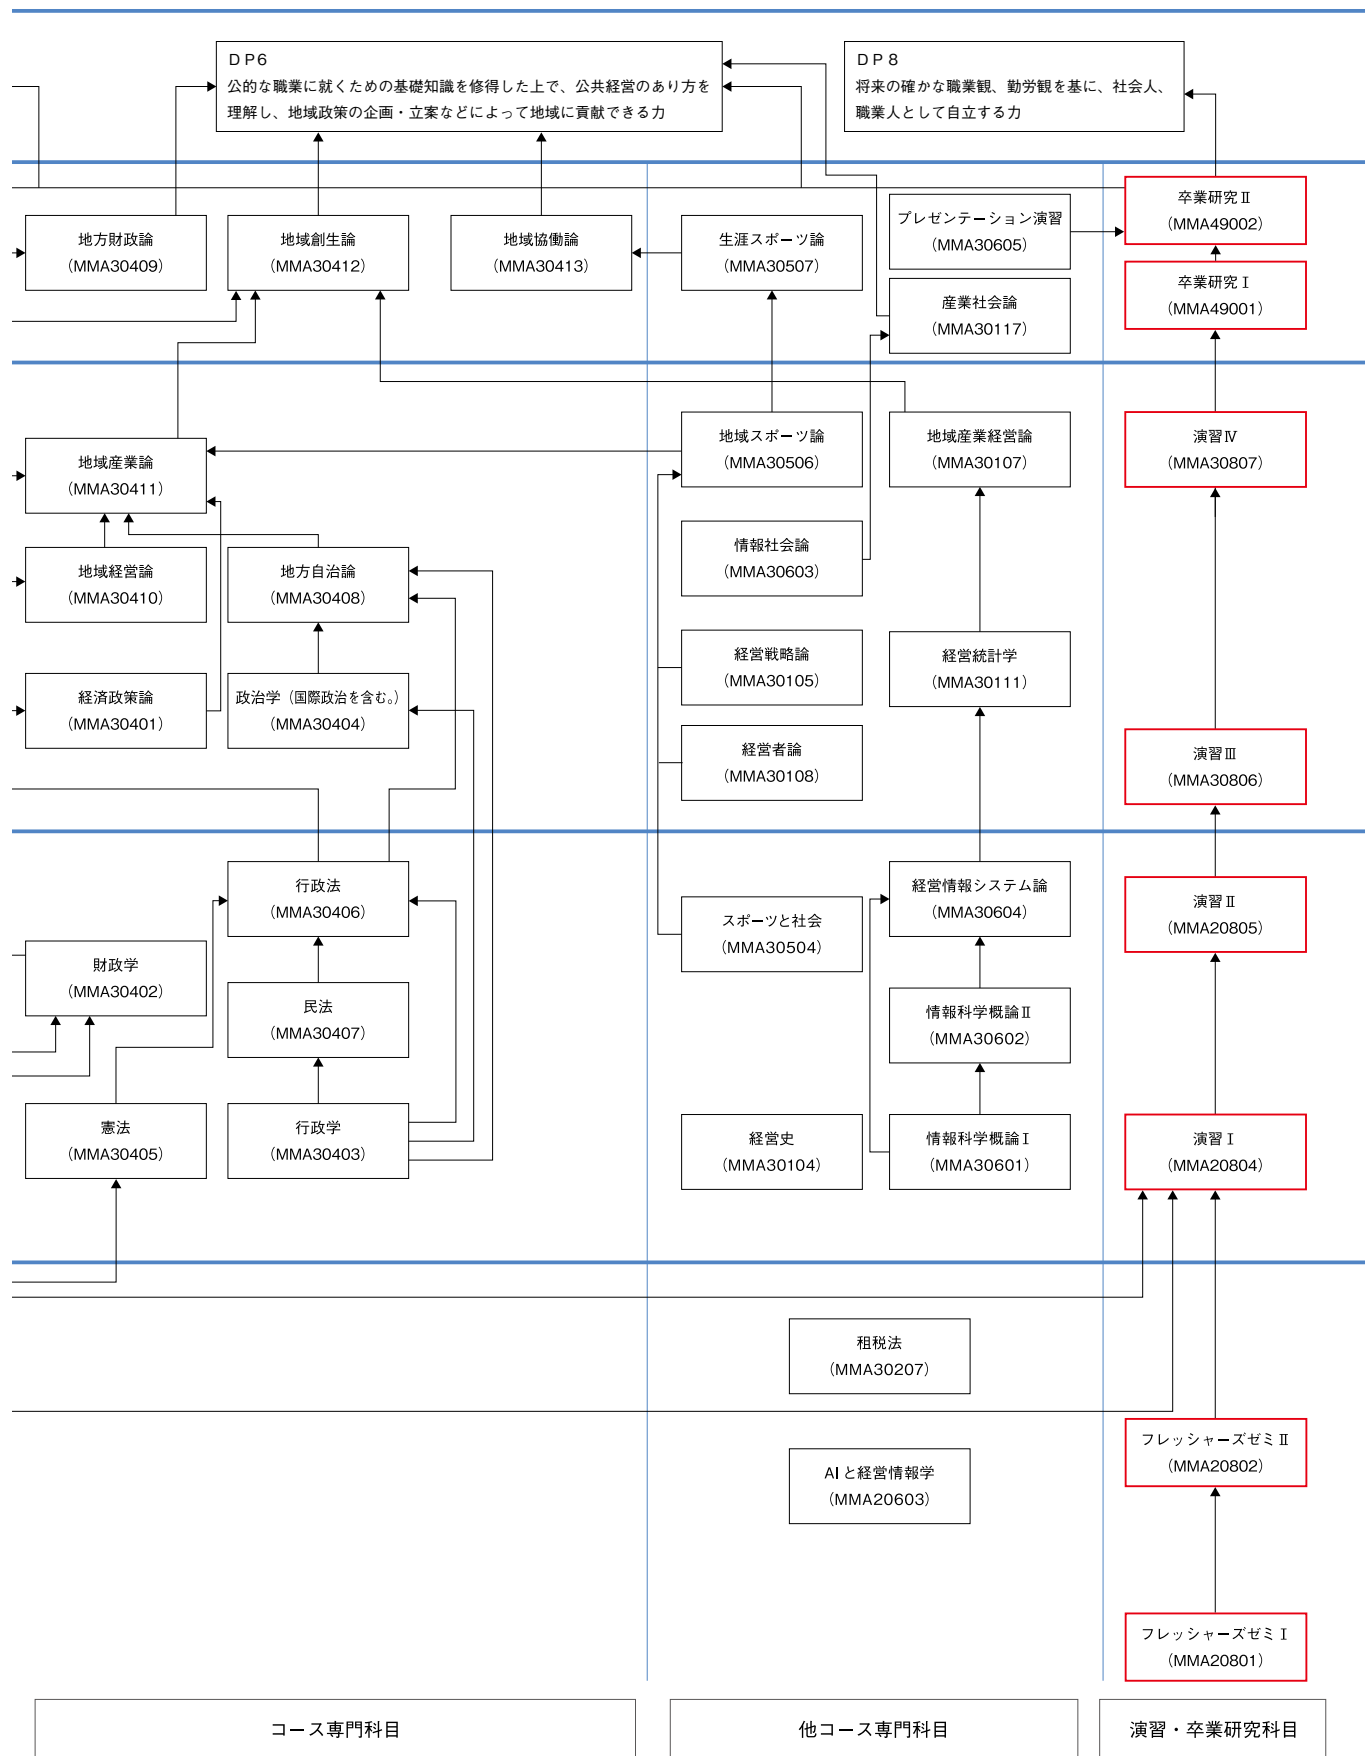 DP6
公的な職業に就くための基礎知識を修得した上で、公共経営のあり方を
理解し、地域政策の企画・立案などによって地域に貢献できる力
DP8
将来の確かな職業観、勤労観を基に、社会人、
職業人として自立する力
地方財政論
(MMA30409)
地域創生論
(MMA30412)
地域協働論
(MMA30413)
生涯スポーツ論
(MMA30507)
プレゼンテーション演習
(MMA30605)
産業社会論
(MMA30117)
卒業研究Ⅱ
(MMA49002)
卒業研究Ⅰ
(MMA49001)
地域産業論
(MMA30411)
地域経営論
(MMA30410)
地方自治論
(MMA30408)
経済政策論
(MMA30401)
政治学(国際政治を含む。)
(MMA30404)
地域スポーツ論
(MMA30506)
地域産業経営論
(MMA30107)
情報社会論
(MMA30603)
経営戦略論
(MMA30105)
経営統計学
(MMA30111)
経営者論
(MMA30108)
演習Ⅳ
(MMA30807)
演習Ⅲ
(MMA30806)
行政法
(MMA30406)
財政学
(MMA30402)
民法
(MMA30407)
憲法
(MMA30405)
行政学
(MMA30403)
スポーツと社会
(MMA30504)
経営情報システム論
(MMA30604)
情報科学概論Ⅱ
(MMA30602)
経営史
(MMA30104)
情報科学概論Ⅰ
(MMA30601)
演習Ⅱ
(MMA20805)
演習Ⅰ
(MMA20804)
租税法
(MMA30207)
AIと経営情報学
(MMA20603)
フレッシャーズゼミⅡ
(MMA20802)
フレッシャーズゼミⅠ
(MMA20801)
コース専門科目
他コース専門科目
演習・卒業研究科目